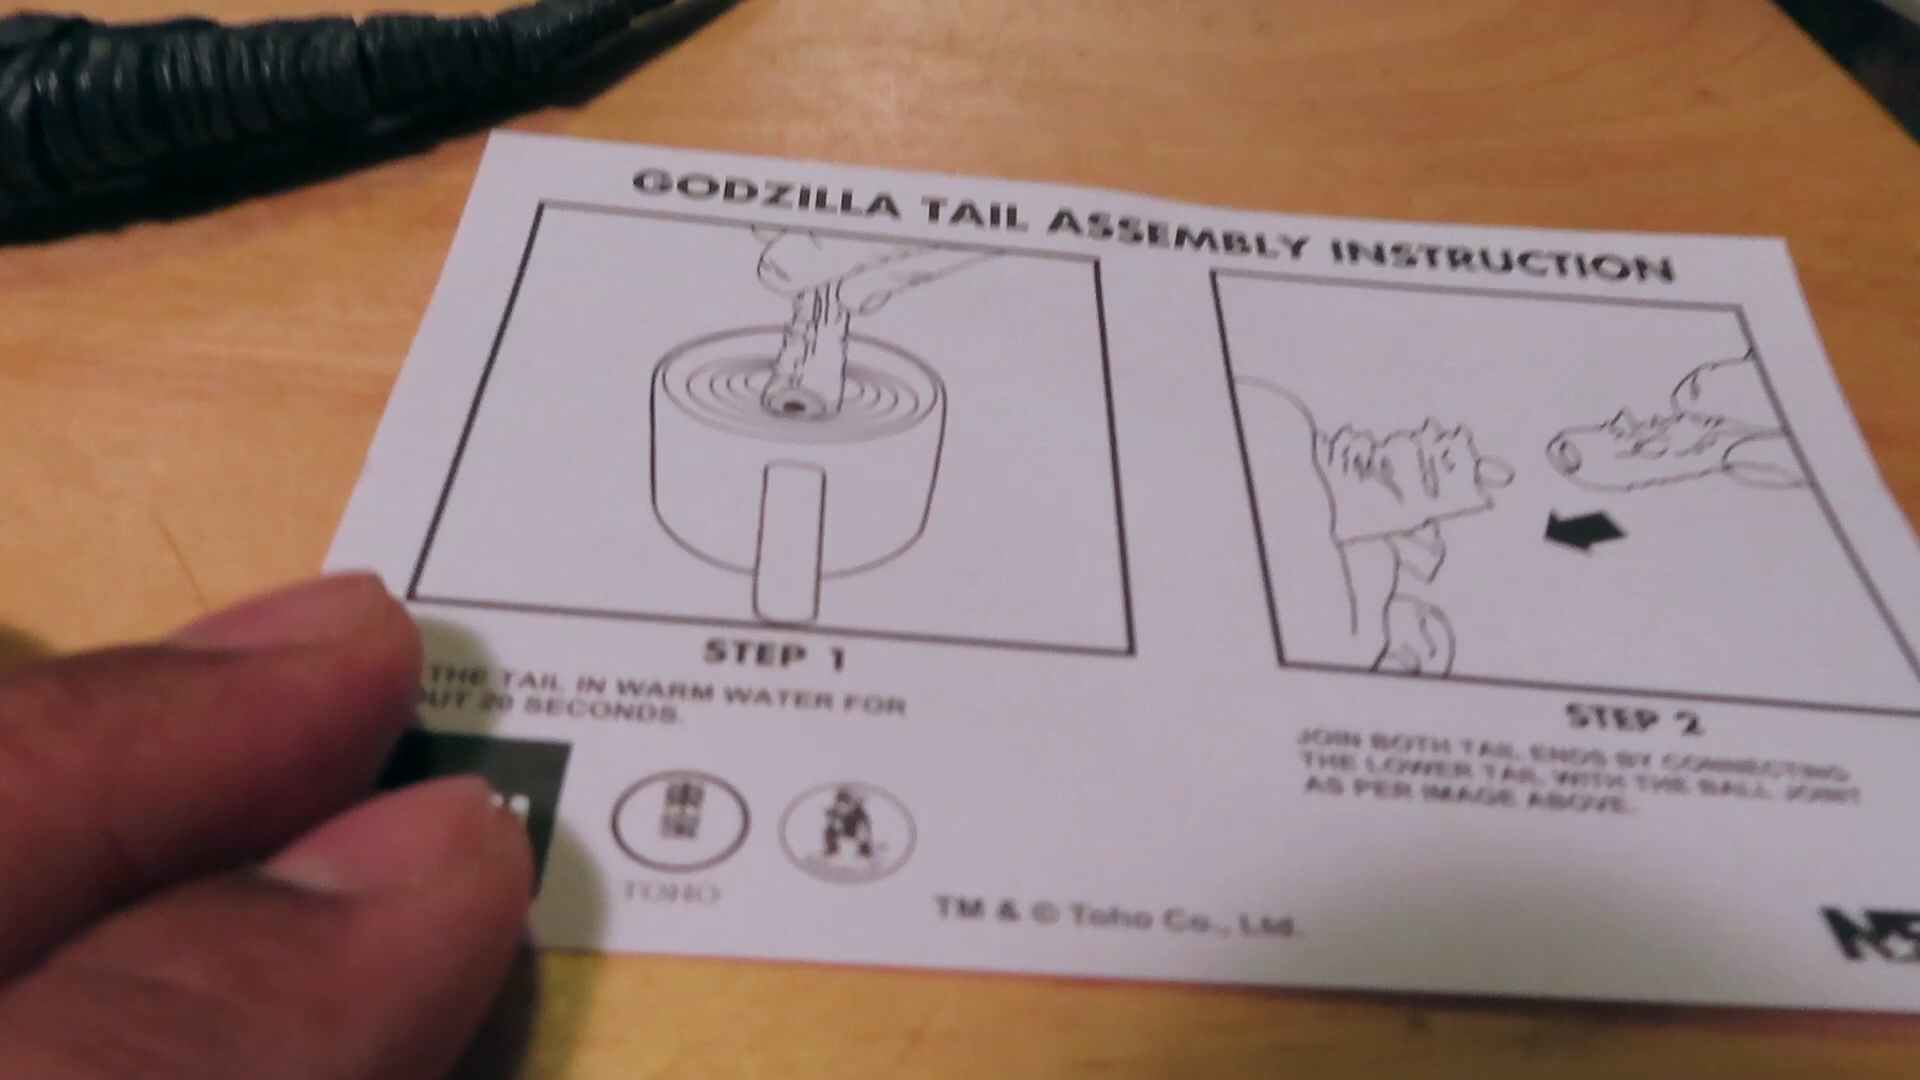 GODZILLA TAIL ASSEMBLY INSTRUCTION
STEP 1
THE TAIL IN WARM WATER FOR
OUT 20 SECONDS.
STEP 2
JOIN BOTH TAIL ENDS BY CONNECTING
THE LOWER TAIL WITH THE BALL JOINT
AS PER IMAGE ABOVE.
TOHO
TM & © Toho Co., Ltd.